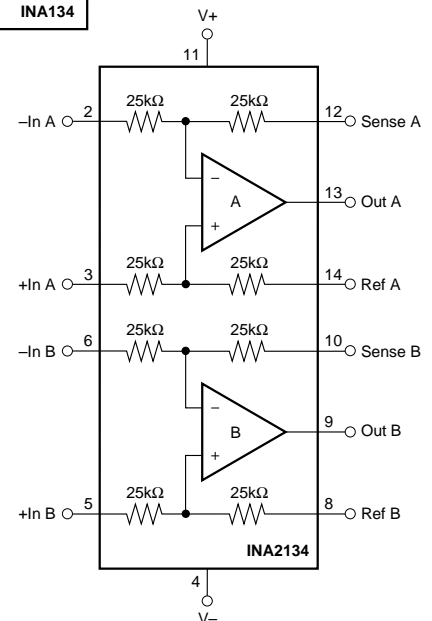 INA134
V+
11
25kΩ 25kΩ
–In A 2 12 Sense A
–
A 13 Out A
+
25kΩ 25kΩ
+In A 3 14 Ref A
25kΩ 25kΩ
–In B 6 10 Sense B
–
B 9 Out B
+
25kΩ 25kΩ
+In B 5 8 Ref B
INA2134
4
V–